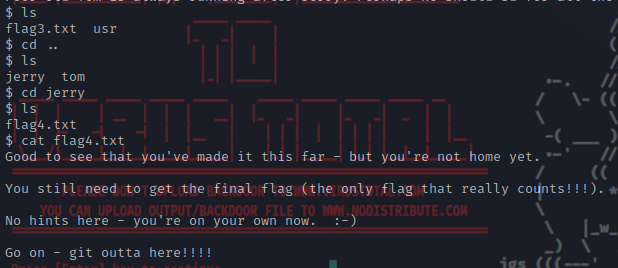 $ ls
flag3.txt  usr
$ cd ..
$ ls
jerry  tom
$ cd jerry
$ ls
flag4.txt
$ cat flag4.txt
Good to see that you've made it this far - but you're not home yet.
You still need to get the final flag (the only flag that really counts!!!).
YOU CAN UPLOAD OUTPUT/BACKDOOR FILE TO WWW.NODISTRIBUTE.COM
No hints here - you're on your own now.  :-)
Go on - git outta here!!!!
jgs